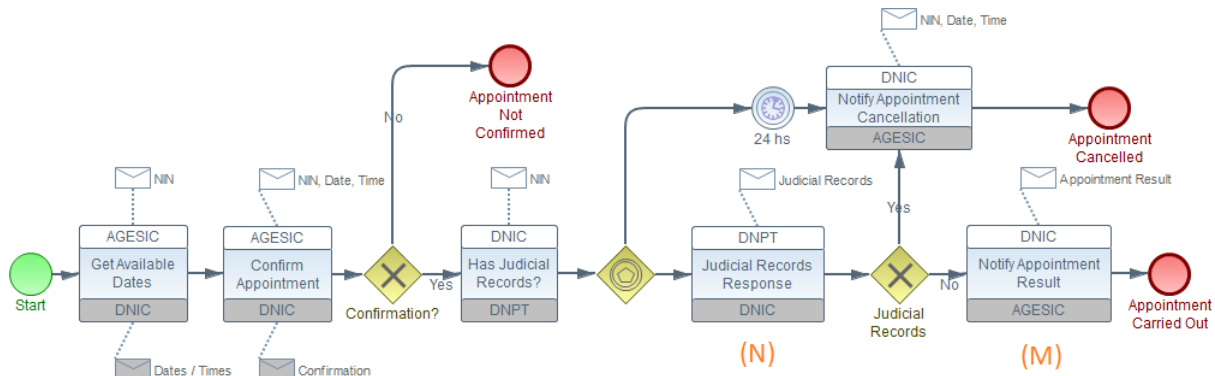 NIN, Date, Time
DNIC
Notify Appointment
Cancellation
AGESIC
24 hs
Appointment
Cancelled
Appointment
Not
Confirmed
No
NIN
NIN, Date, Time
NIN
Judicial Records
Yes
Appointment Result
Start
AGESIC
Get Available
Dates
DNIC
AGESIC
Confirm
Appointment
DNIC
Confirmation?
Yes
DNIC
Has Judicial
Records?
DNPT
DNPT
Judicial Records
Response
DNIC
Judicial
Records
No
DNIC
Notify Appointment
Result
AGESIC
Appointment
Carried Out
Dates / Times
Confirmation
(N)
(M)